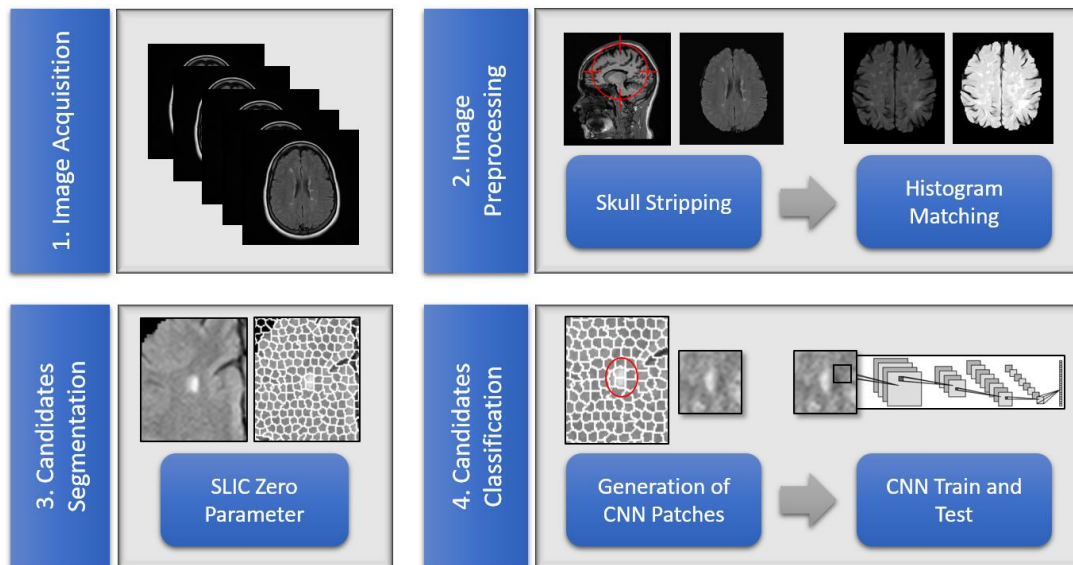 1. Image Acquisition
2. Image
Preprocessing
Skull Stripping
Histogram
Matching
3. Candidates
Segmentation
SLIC Zero
Parameter
4. Candidates
Classification
Generation of
CNN Patches
CNN Train and
Test